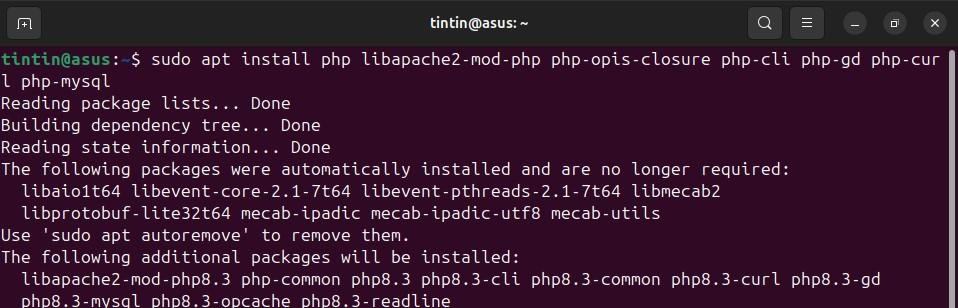 tintin@asus: ~
tintin@asus:~$ sudo apt install php libapache2-mod-php php-opis-closure php-cli php-gd php-cur
l php-mysql
Reading package lists... Done
Building dependency tree... Done
Reading state information... Done
The following packages were automatically installed and are no longer required:
  libaio1t64 libevent-core-2.1-7t64 libevent-pthreads-2.1-7t64 libmecab2
  libprotobuf-lite32t64 mecab-ipadic mecab-ipadic-utf8 mecab-utils
Use 'sudo apt autoremove' to remove them.
The following additional packages will be installed:
  libapache2-mod-php8.3 php-common php8.3 php8.3-cli php8.3-common php8.3-curl php8.3-gd
  php8.3-mysql php8.3-opcache php8.3-readline